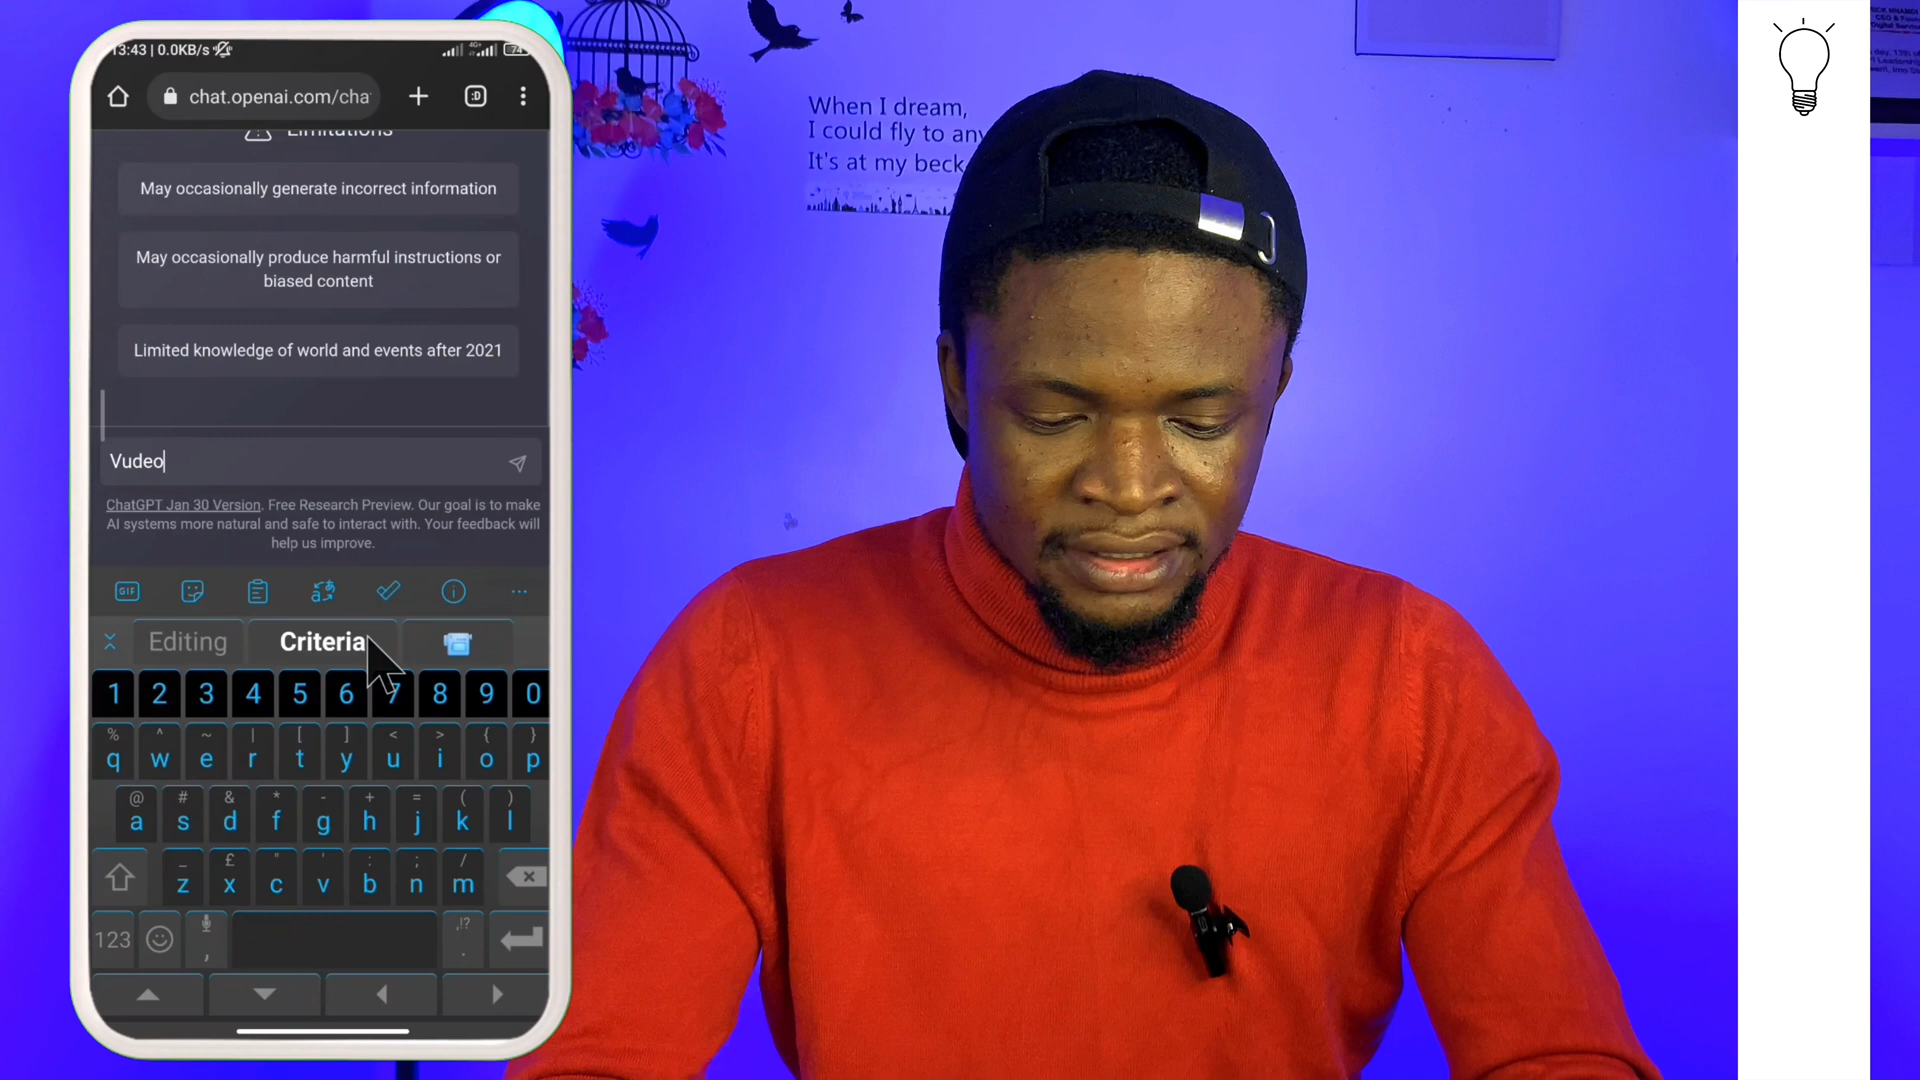 13:43 | 0.0KB/s
4G+
74
chat.openai.com/cha
:D
Limitations
May occasionally generate incorrect information
May occasionally produce harmful instructions or
biased content
Limited knowledge of world and events after 2021
Vudeo
ChatGPT Jan 30 Version. Free Research Preview. Our goal is to make
AI systems more natural and safe to interact with. Your feedback will
help us improve.
GIF
Editing Criteria
1 2 3 4 5 6 7 8 9 0
% ^ ~ | [ ] < > { }
q w e r t y u i o p
@ # & * - + = ( )
a s d f g h j k l
_ £ " ' : ; /
z x c v b n m
123 , ,!? .
When I dream,
I could fly to any
It's at my beck